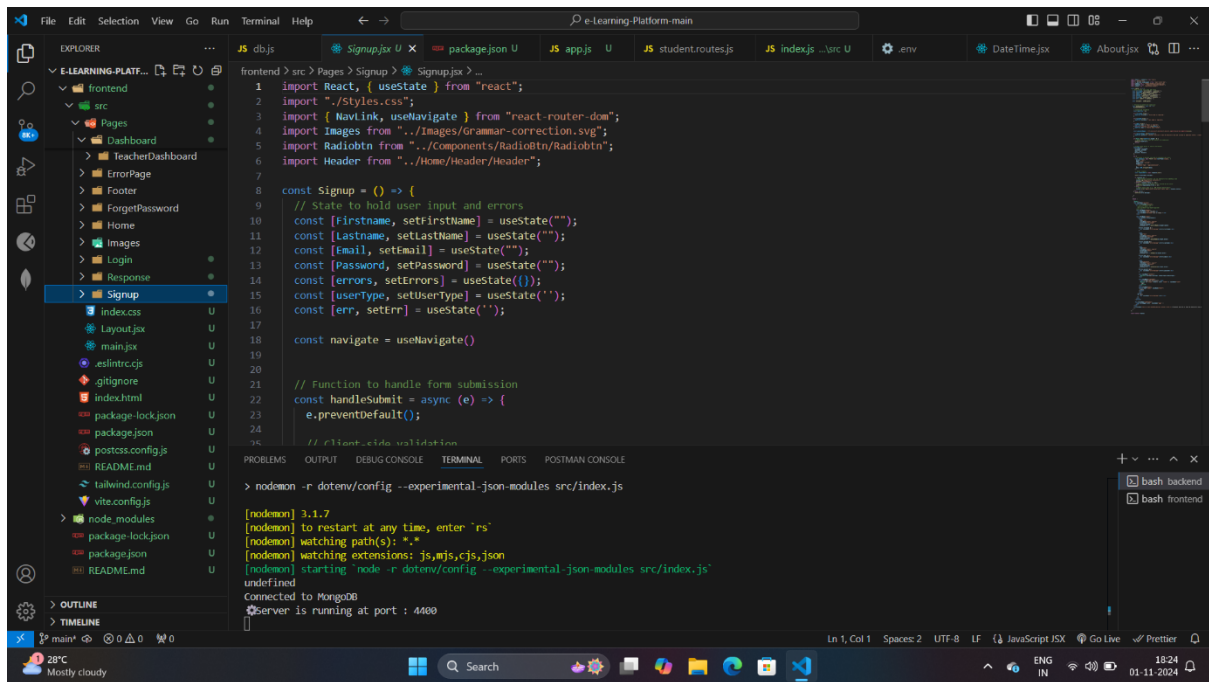 File Edit Selection View Go Run Terminal Help
e-Learning-Platform-main
EXPLORER
E-LEARNING-PLATF...
frontend
src
Pages
Dashboard
TeacherDashboard
ErrorPage
Footer
ForgetPassword
Home
Images
Login
Response
Signup
index.css U
Layout.jsx U
main.jsx U
.eslintrc.cjs U
.gitignore U
index.html U
package-lock.json U
package.json U
postcss.config.js U
README.md U
tailwind.config.js U
vite.config.js U
node_modules
package-lock.json U
package.json U
README.md U
OUTLINE
TIMELINE
JS db.js Signup.jsx U package.json U JS app.js U JS student.routes.js JS index.js ...\src U .env DateTime.jsx About.jsx
frontend > src > Pages > Signup > Signup.jsx > ...
1 import React, { useState } from "react";
2 import "./Styles.css";
3 import { NavLink, useNavigate } from "react-router-dom";
4 import Images from "../Images/Grammar-correction.svg";
5 import Radiobtn from "../Components/RadioBtn/Radiobtn";
6 import Header from "../Home/Header/Header";
7
8 const Signup = () => {
9 // State to hold user input and errors
10 const [Firstname, setFirstName] = useState("");
11 const [Lastname, setLastName] = useState("");
12 const [Email, setEmail] = useState("");
13 const [Password, setPassword] = useState("");
14 const [errors, setErrors] = useState({});
15 const [userType, setUserType] = useState('');
16 const [err, setErr] = useState('');
17
18 const navigate = useNavigate()
19
20
21 // Function to handle form submission
22 const handleSubmit = async (e) => {
23 e.preventDefault();
24
25 // Client-side validation
PROBLEMS OUTPUT DEBUG CONSOLE TERMINAL PORTS POSTMAN CONSOLE
> nodemon -r dotenv/config --experimental-json-modules src/index.js
[nodemon] 3.1.7
[nodemon] to restart at any time, enter `rs`
[nodemon] watching path(s): *.*
[nodemon] watching extensions: js,mjs,cjs,json
[nodemon] starting `node -r dotenv/config --experimental-json-modules src/index.js`
undefined
Connected to MongoDB
Server is running at port : 4400
bash backend
bash frontend
main* 0 0 0 Ln 1, Col 1 Spaces: 2 UTF-8 LF JavaScript JSX Go Live Prettier
28°C
Mostly cloudy
Search
ENG
IN
18:24
01-11-2024